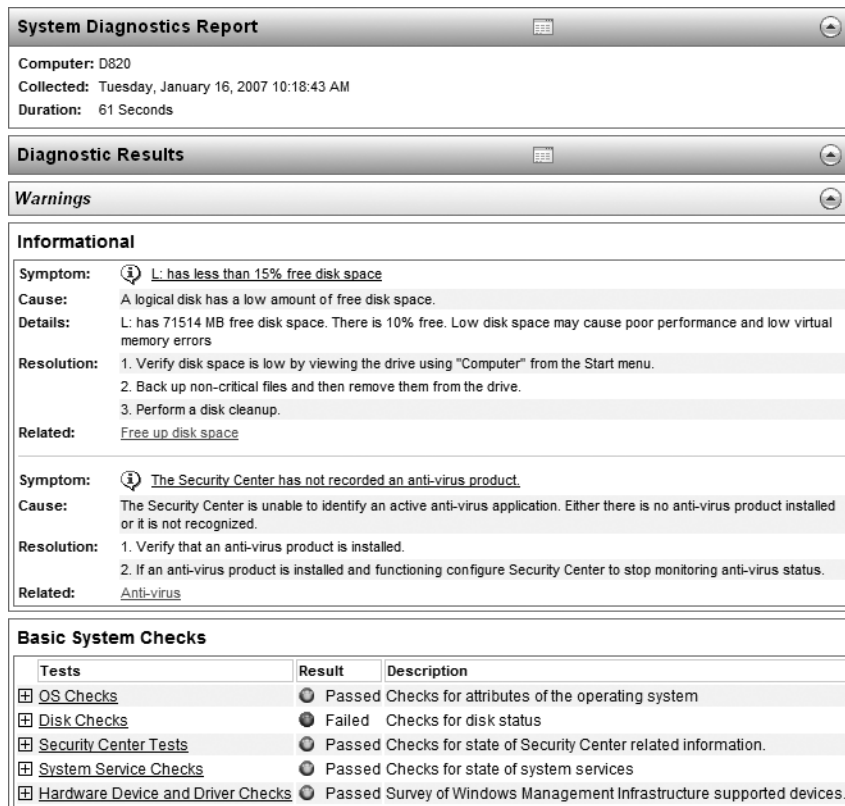 System Diagnostics Report
Computer: D820
Collected: Tuesday, January 16, 2007 10:18:43 AM
Duration: 61 Seconds
Diagnostic Results
Warnings
Informational
Symptom: L: has less than 15% free disk space
Cause: A logical disk has a low amount of free disk space.
Details: L: has 71514 MB free disk space. There is 10% free. Low disk space may cause poor performance and low virtual
memory errors
Resolution: 1. Verify disk space is low by viewing the drive using "Computer" from the Start menu.
2. Back up non-critical files and then remove them from the drive.
3. Perform a disk cleanup.
Related: Free up disk space
Symptom: The Security Center has not recorded an anti-virus product.
Cause: The Security Center is unable to identify an active anti-virus application. Either there is no anti-virus product installed
or it is not recognized.
Resolution: 1. Verify that an anti-virus product is installed.
2. If an anti-virus product is installed and functioning configure Security Center to stop monitoring anti-virus status.
Related: Anti-virus
Basic System Checks
Tests Result Description
OS Checks Passed Checks for attributes of the operating system
Disk Checks Failed Checks for disk status
Security Center Tests Passed Checks for state of Security Center related information.
System Service Checks Passed Checks for state of system services
Hardware Device and Driver Checks Passed Survey of Windows Management Infrastructure supported devices.